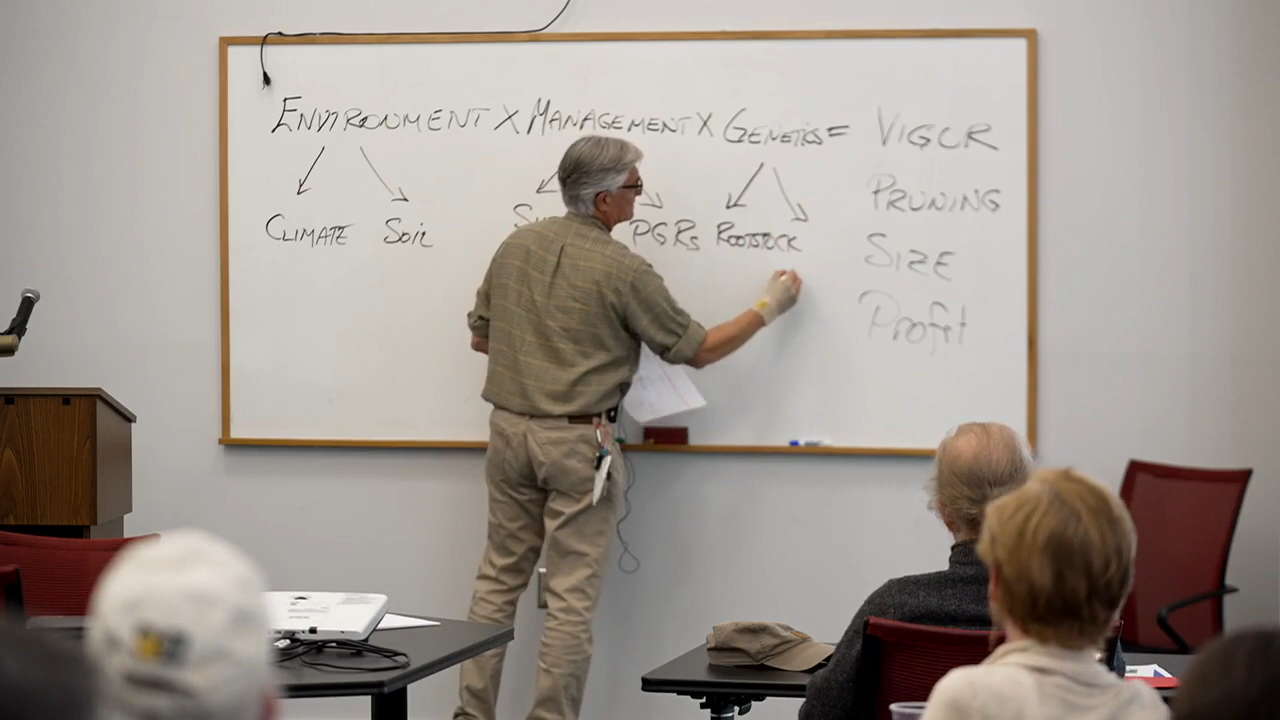 ENVIRONMENT X MANAGEMENT X GENETICS = VIGOR
PRUNING
CLIMATE SOIL PGRs ROOTSTOCK
SIZE
Profit